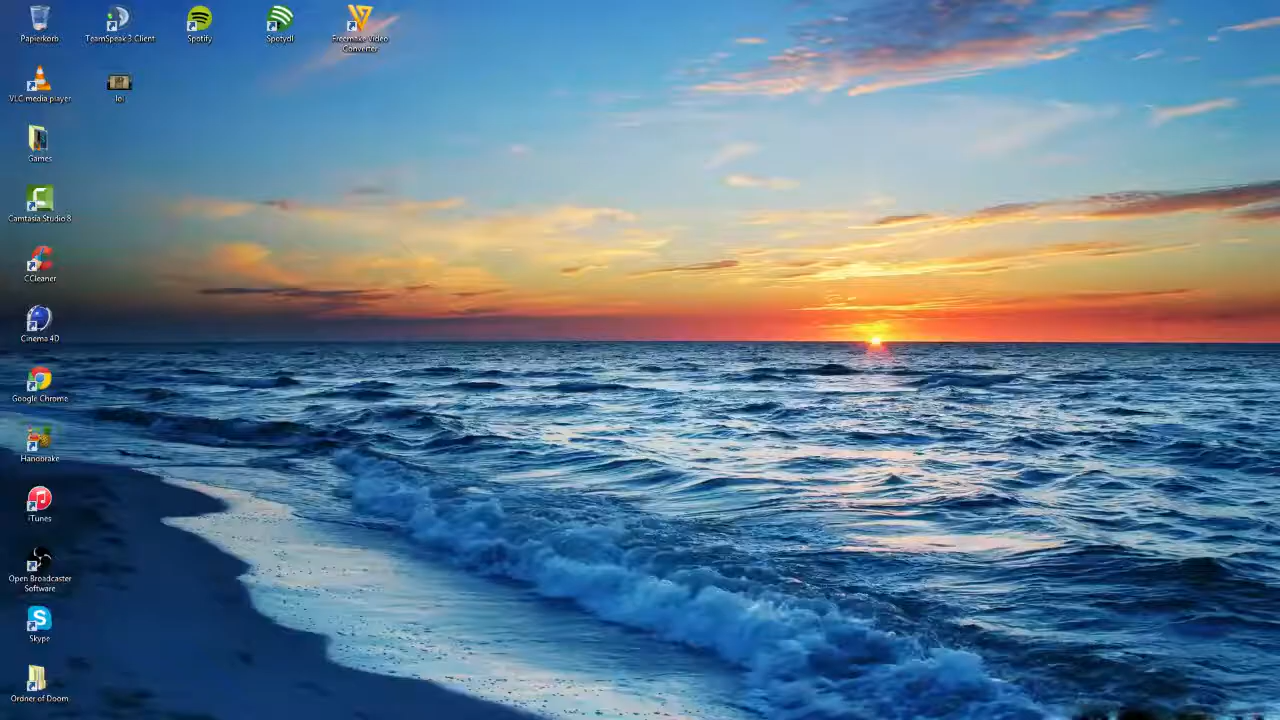 Papierkorb
TeamSpeak 3 Client
Spotify
Spotydl
Freemake Video
Converter
VLC media player
lol
Games
Camtasia Studio 8
CCleaner
Cinema 4D
Google Chrome
Handbrake
iTunes
Open Broadcaster
Software
Skype
Ordner of Doom